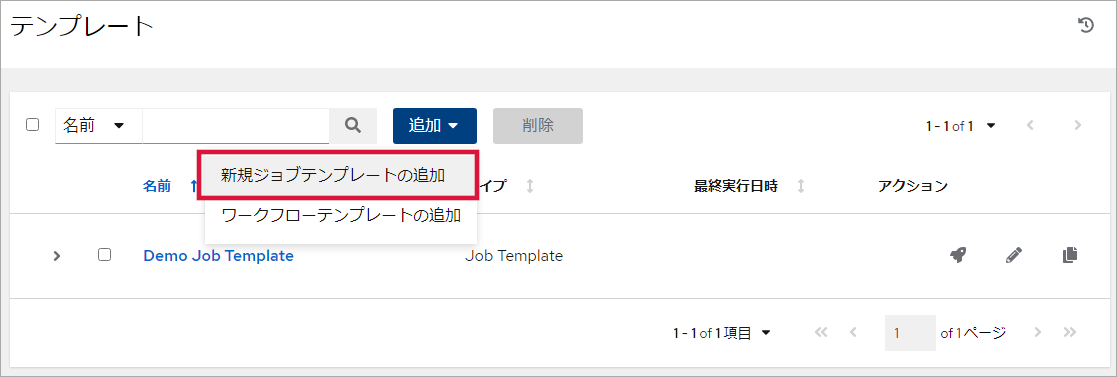 テンプレート
名前 追加 削除 1 - 1 of 1
新規ジョブテンプレートの追加
名前 イプ 最終実行日時 アクション
ワークフローテンプレートの追加
Demo Job Template Job Template
1 - 1 of 1 項目 1 of 1 ページ